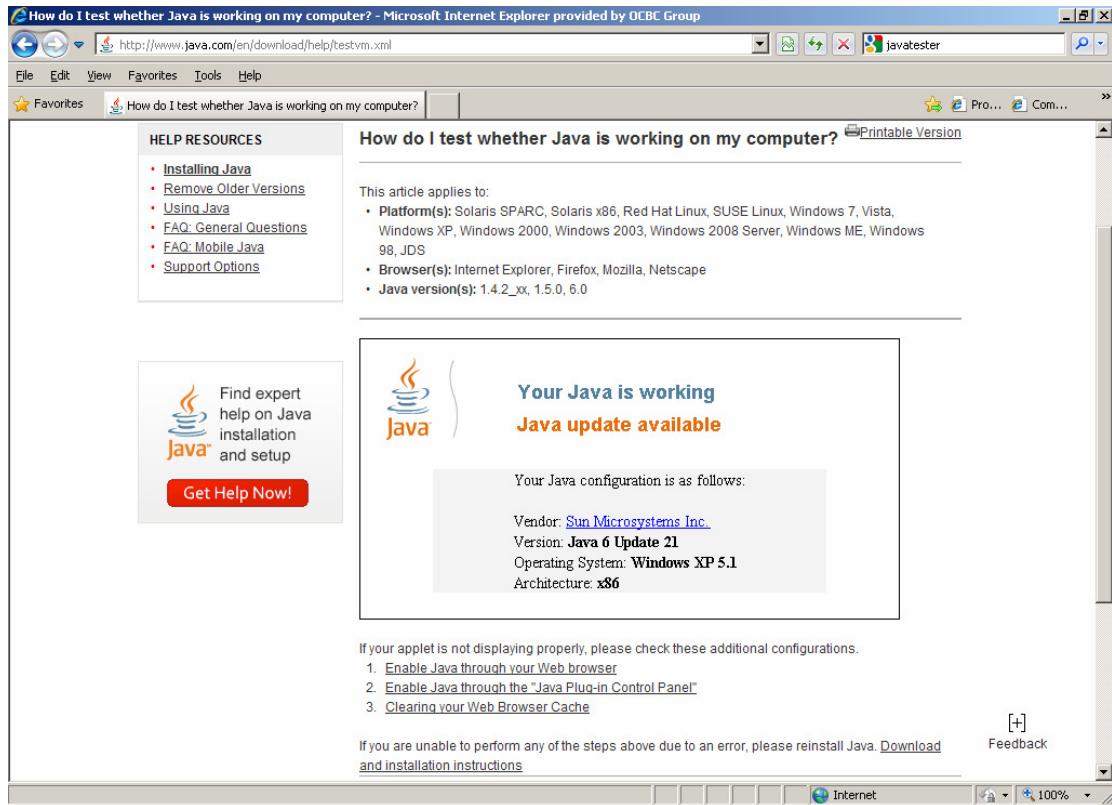 How do I test whether Java is working on my computer? - Microsoft Internet Explorer provided by OCBC Group
http://www.java.com/en/download/help/testvm.xml
javatester
File Edit View Favorites Tools Help
Favorites
How do I test whether Java is working on my computer?
Pro... Com... »
HELP RESOURCES
• Installing Java
• Remove Older Versions
• Using Java
• FAQ: General Questions
• FAQ: Mobile Java
• Support Options
Java
Find expert
help on Java
installation
and setup
Get Help Now!
How do I test whether Java is working on my computer? Printable Version
This article applies to:
• Platform(s): Solaris SPARC, Solaris x86, Red Hat Linux, SUSE Linux, Windows 7, Vista,
Windows XP, Windows 2000, Windows 2003, Windows 2008 Server, Windows ME, Windows
98, JDS
• Browser(s): Internet Explorer, Firefox, Mozilla, Netscape
• Java version(s): 1.4.2_xx, 1.5.0, 6.0
Java
Your Java is working
Java update available
Your Java configuration is as follows:
Vendor: Sun Microsystems Inc.
Version: Java 6 Update 21
Operating System: Windows XP 5.1
Architecture: x86
If your applet is not displaying properly, please check these additional configurations.
1. Enable Java through your Web browser
2. Enable Java through the "Java Plug-in Control Panel"
3. Clearing your Web Browser Cache
If you are unable to perform any of the steps above due to an error, please reinstall Java. Download
and installation instructions
[+]
Feedback
Internet
100%